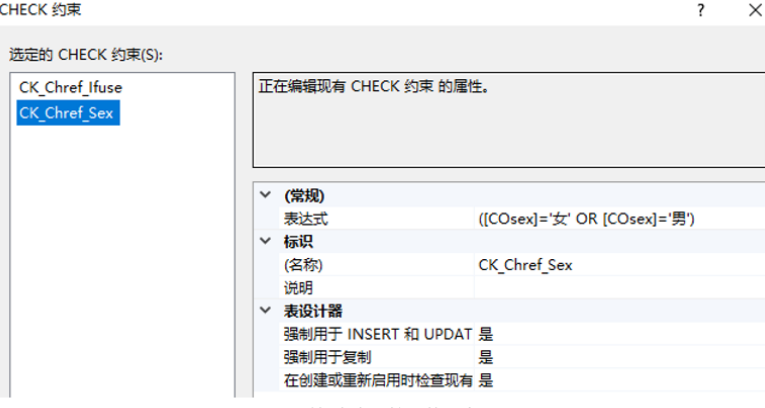 CHECK 约束
?
×
选定的 CHECK 约束(S):
CK_Chref_Ifuse
CK_Chref_Sex
正在编辑现有 CHECK 约束 的属性。
(常规)
表达式 ([COsex]='女' OR [COsex]='男')
标识
(名称) CK_Chref_Sex
说明
表设计器
强制用于 INSERT 和 UPDAT 是
强制用于复制 是
在创建或重新启用时检查现有 是